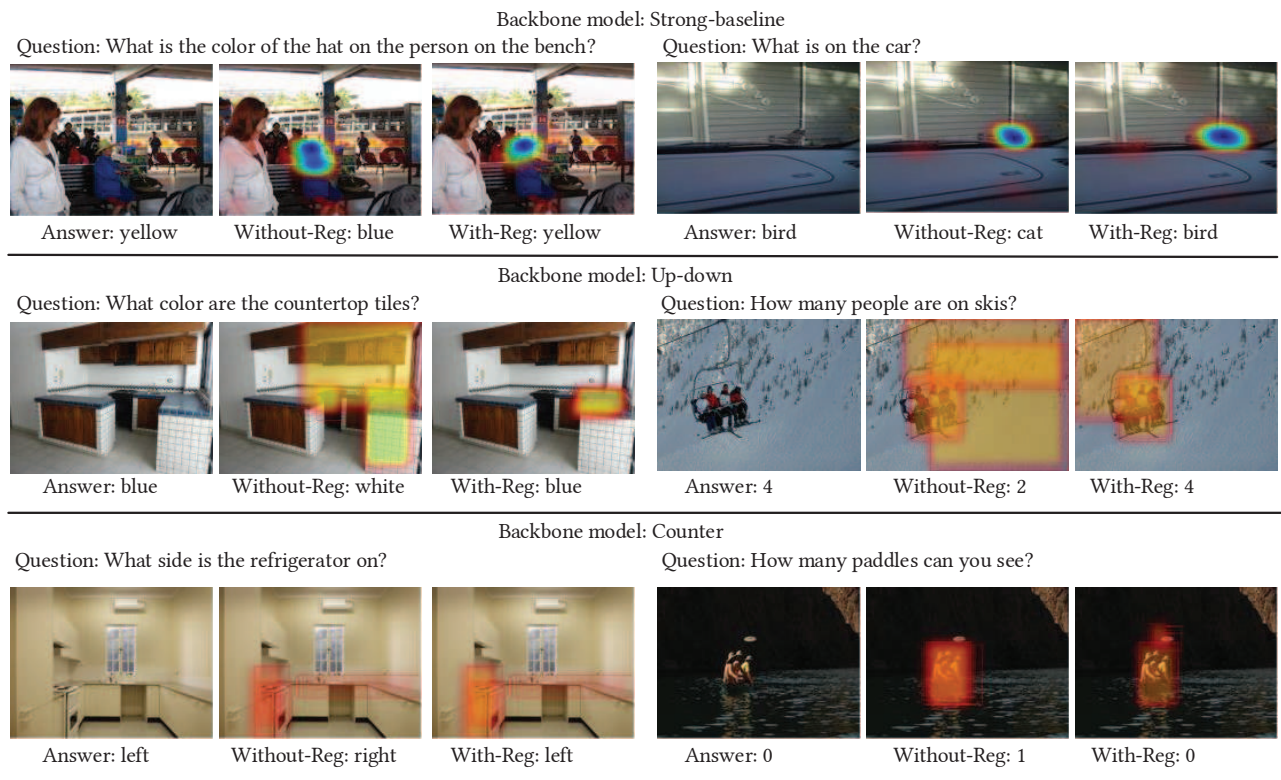 Backbone model: Strong-baseline
Question: What is the color of the hat on the person on the bench?
Question: What is on the car?
Answer: yellow
Without-Reg: blue
With-Reg: yellow
Answer: bird
Without-Reg: cat
With-Reg: bird
Backbone model: Up-down
Question: What color are the countertop tiles?
Question: How many people are on skis?
Answer: blue
Without-Reg: white
With-Reg: blue
Answer: 4
Without-Reg: 2
With-Reg: 4
Backbone model: Counter
Question: What side is the refrigerator on?
Question: How many paddles can you see?
Answer: left
Without-Reg: right
With-Reg: left
Answer: 0
Without-Reg: 1
With-Reg: 0